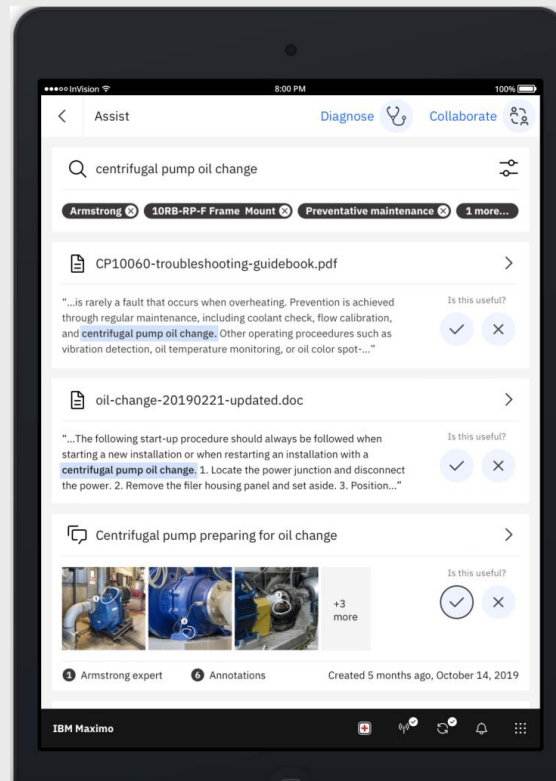 InVision 8:00 PM 100%
Assist Diagnose Collaborate
centrifugal pump oil change
Armstrong 10RB-RP-F Frame Mount Preventative maintenance 1 more...
CP10060-troubleshooting-guidebook.pdf
“...is rarely a fault that occurs when overheating. Prevention is achieved
through regular maintenance, including coolant check, flow calibration,
and centrifugal pump oil change. Other operating proceedures such as
vibration detection, oil temperature monitoring, or oil color spot-...”
Is this useful?
oil-change-20190221-updated.doc
“...The following start-up procedure should always be followed when
starting a new installation or when restarting an installation with a
centrifugal pump oil change. 1. Locate the power junction and disconnect
the power. 2. Remove the filer housing panel and set aside. 3. Position...”
Is this useful?
Centrifugal pump preparing for oil change
+3
more
Is this useful?
1 Armstrong expert 6 Annotations Created 5 months ago, October 14, 2019
IBM Maximo